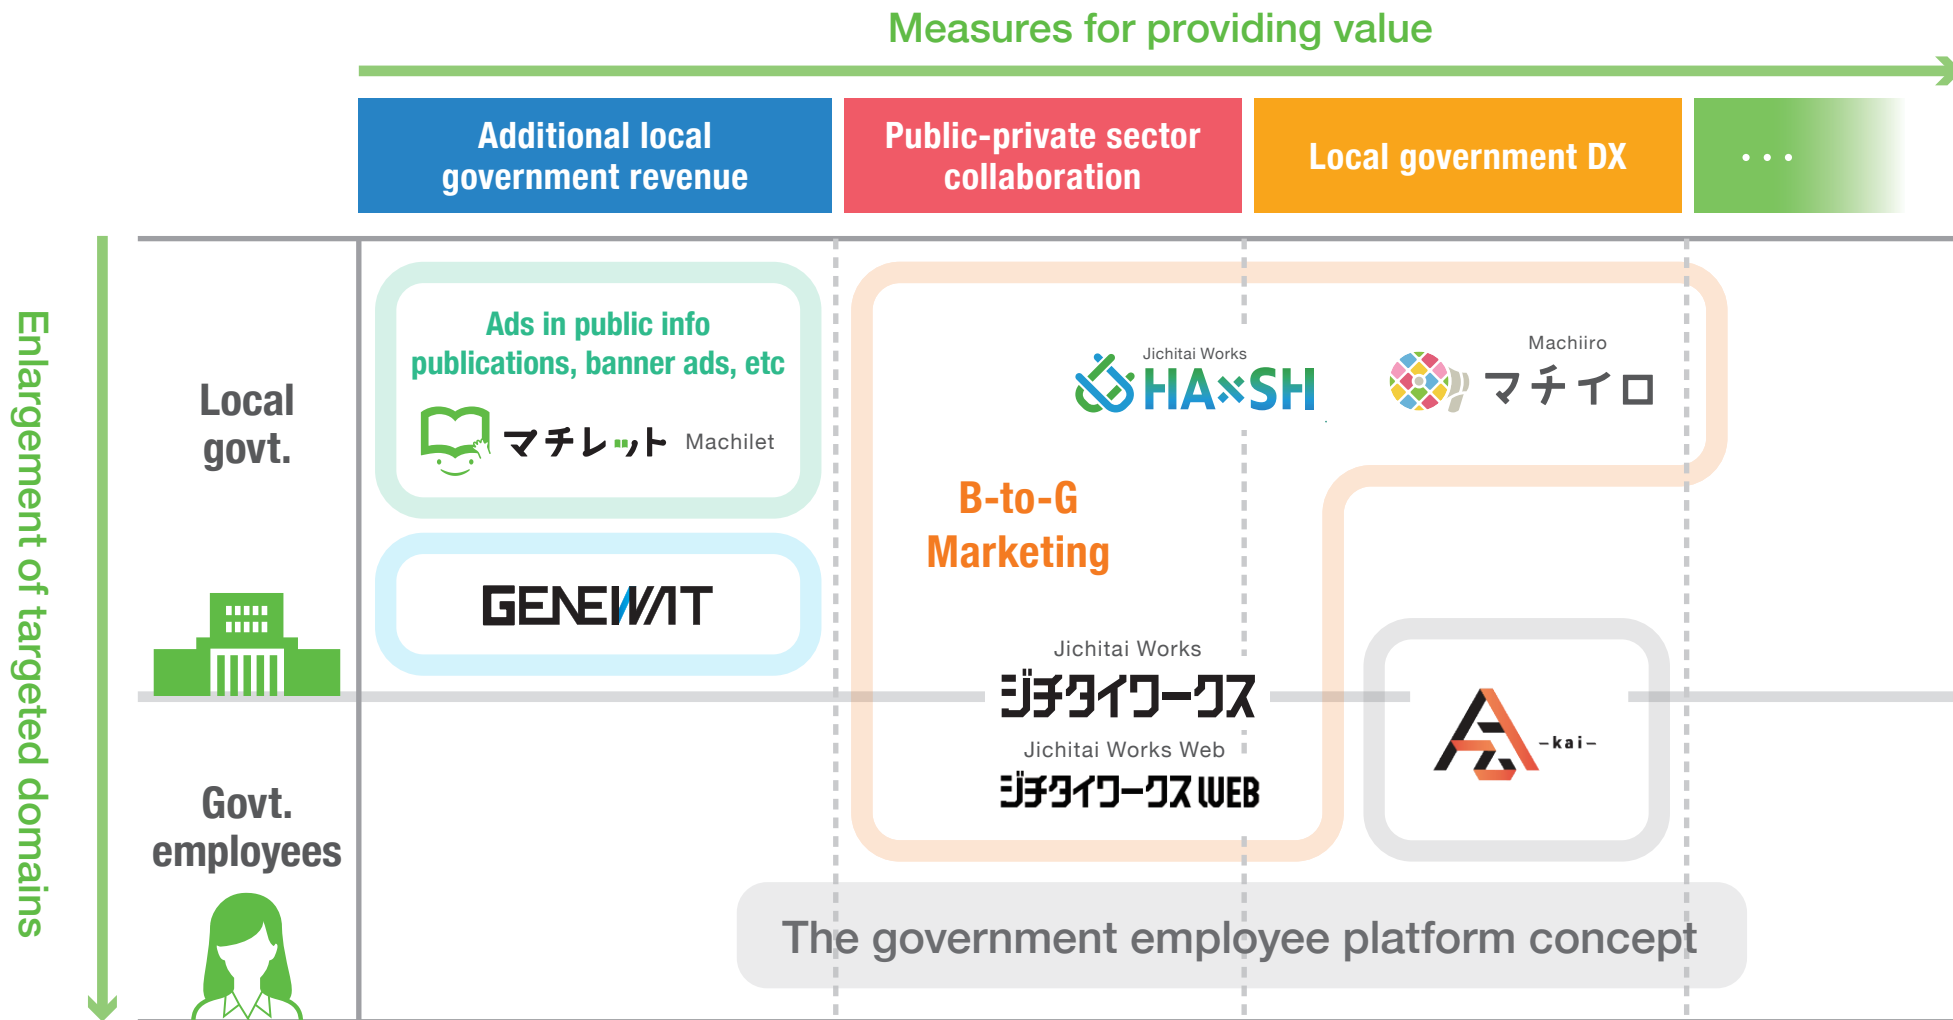 Measures for providing value
Additional local
government revenue
Public-private sector
collaboration
Local government DX
...
Enlargement of targeted domains
Local
govt.
Ads in public info
publications, banner ads, etc
マチレット Machilet
GENEWAT
Jichitai Works
HA×SH
Machiiro
マチイロ
B-to-G
Marketing
Jichitai Works
ジチタイワークス
Jichitai Works Web
ジチタイワークス WEB
–kai–
Govt.
employees
The government employee platform concept